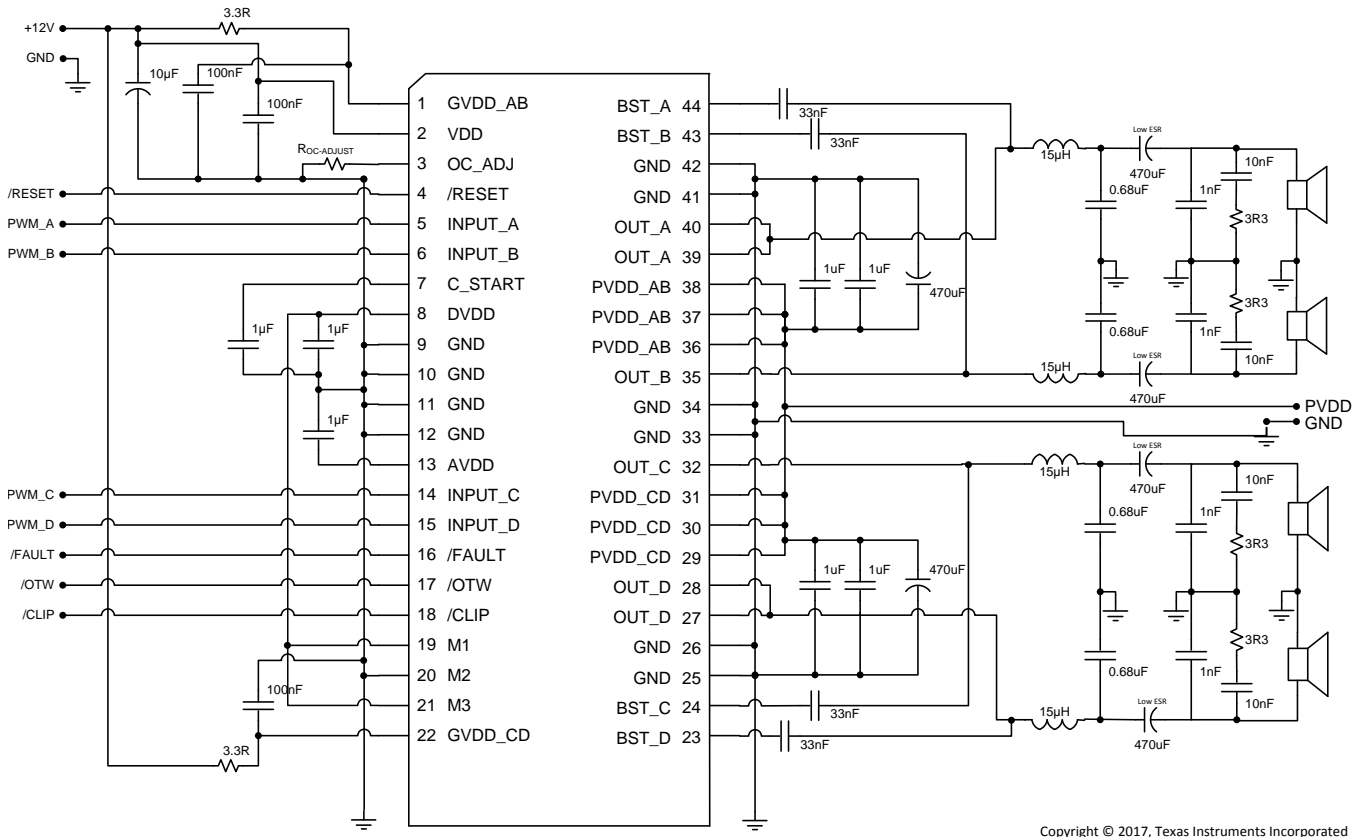 3.3R
+12V
GND
10µF
100nF
100nF
ROC-ADJUST
/RESET
PWM_A
PWM_B
1µF
1µF
1µF
PWM_C
PWM_D
/FAULT
/OTW
/CLIP
100nF
3.3R
1 GVDD_AB
2 VDD
3 OC_ADJ
4 /RESET
5 INPUT_A
6 INPUT_B
7 C_START
8 DVDD
9 GND
10 GND
11 GND
12 GND
13 AVDD
14 INPUT_C
15 INPUT_D
16 /FAULT
17 /OTW
18 /CLIP
19 M1
20 M2
21 M3
22 GVDD_CD
BST_A 44
BST_B 43
GND 42
GND 41
OUT_A 40
OUT_A 39
PVDD_AB 38
PVDD_AB 37
PVDD_AB 36
OUT_B 35
GND 34
GND 33
OUT_C 32
PVDD_CD 31
PVDD_CD 30
PVDD_CD 29
OUT_D 28
OUT_D 27
GND 26
GND 25
BST_C 24
BST_D 23
33nF
33nF
1uF
1uF
470uF
1uF
1uF
470uF
33nF
33nF
15µH
Low ESR
470uF
0.68uF
1nF
10nF
3R3
3R3
0.68uF
1nF
10nF
15µH
Low ESR
470uF
PVDD
GND
15µH
Low ESR
470uF
0.68uF
1nF
10nF
3R3
3R3
0.68uF
1nF
10nF
15µH
Low ESR
470uF
Copyright © 2017, Texas Instruments Incorporated